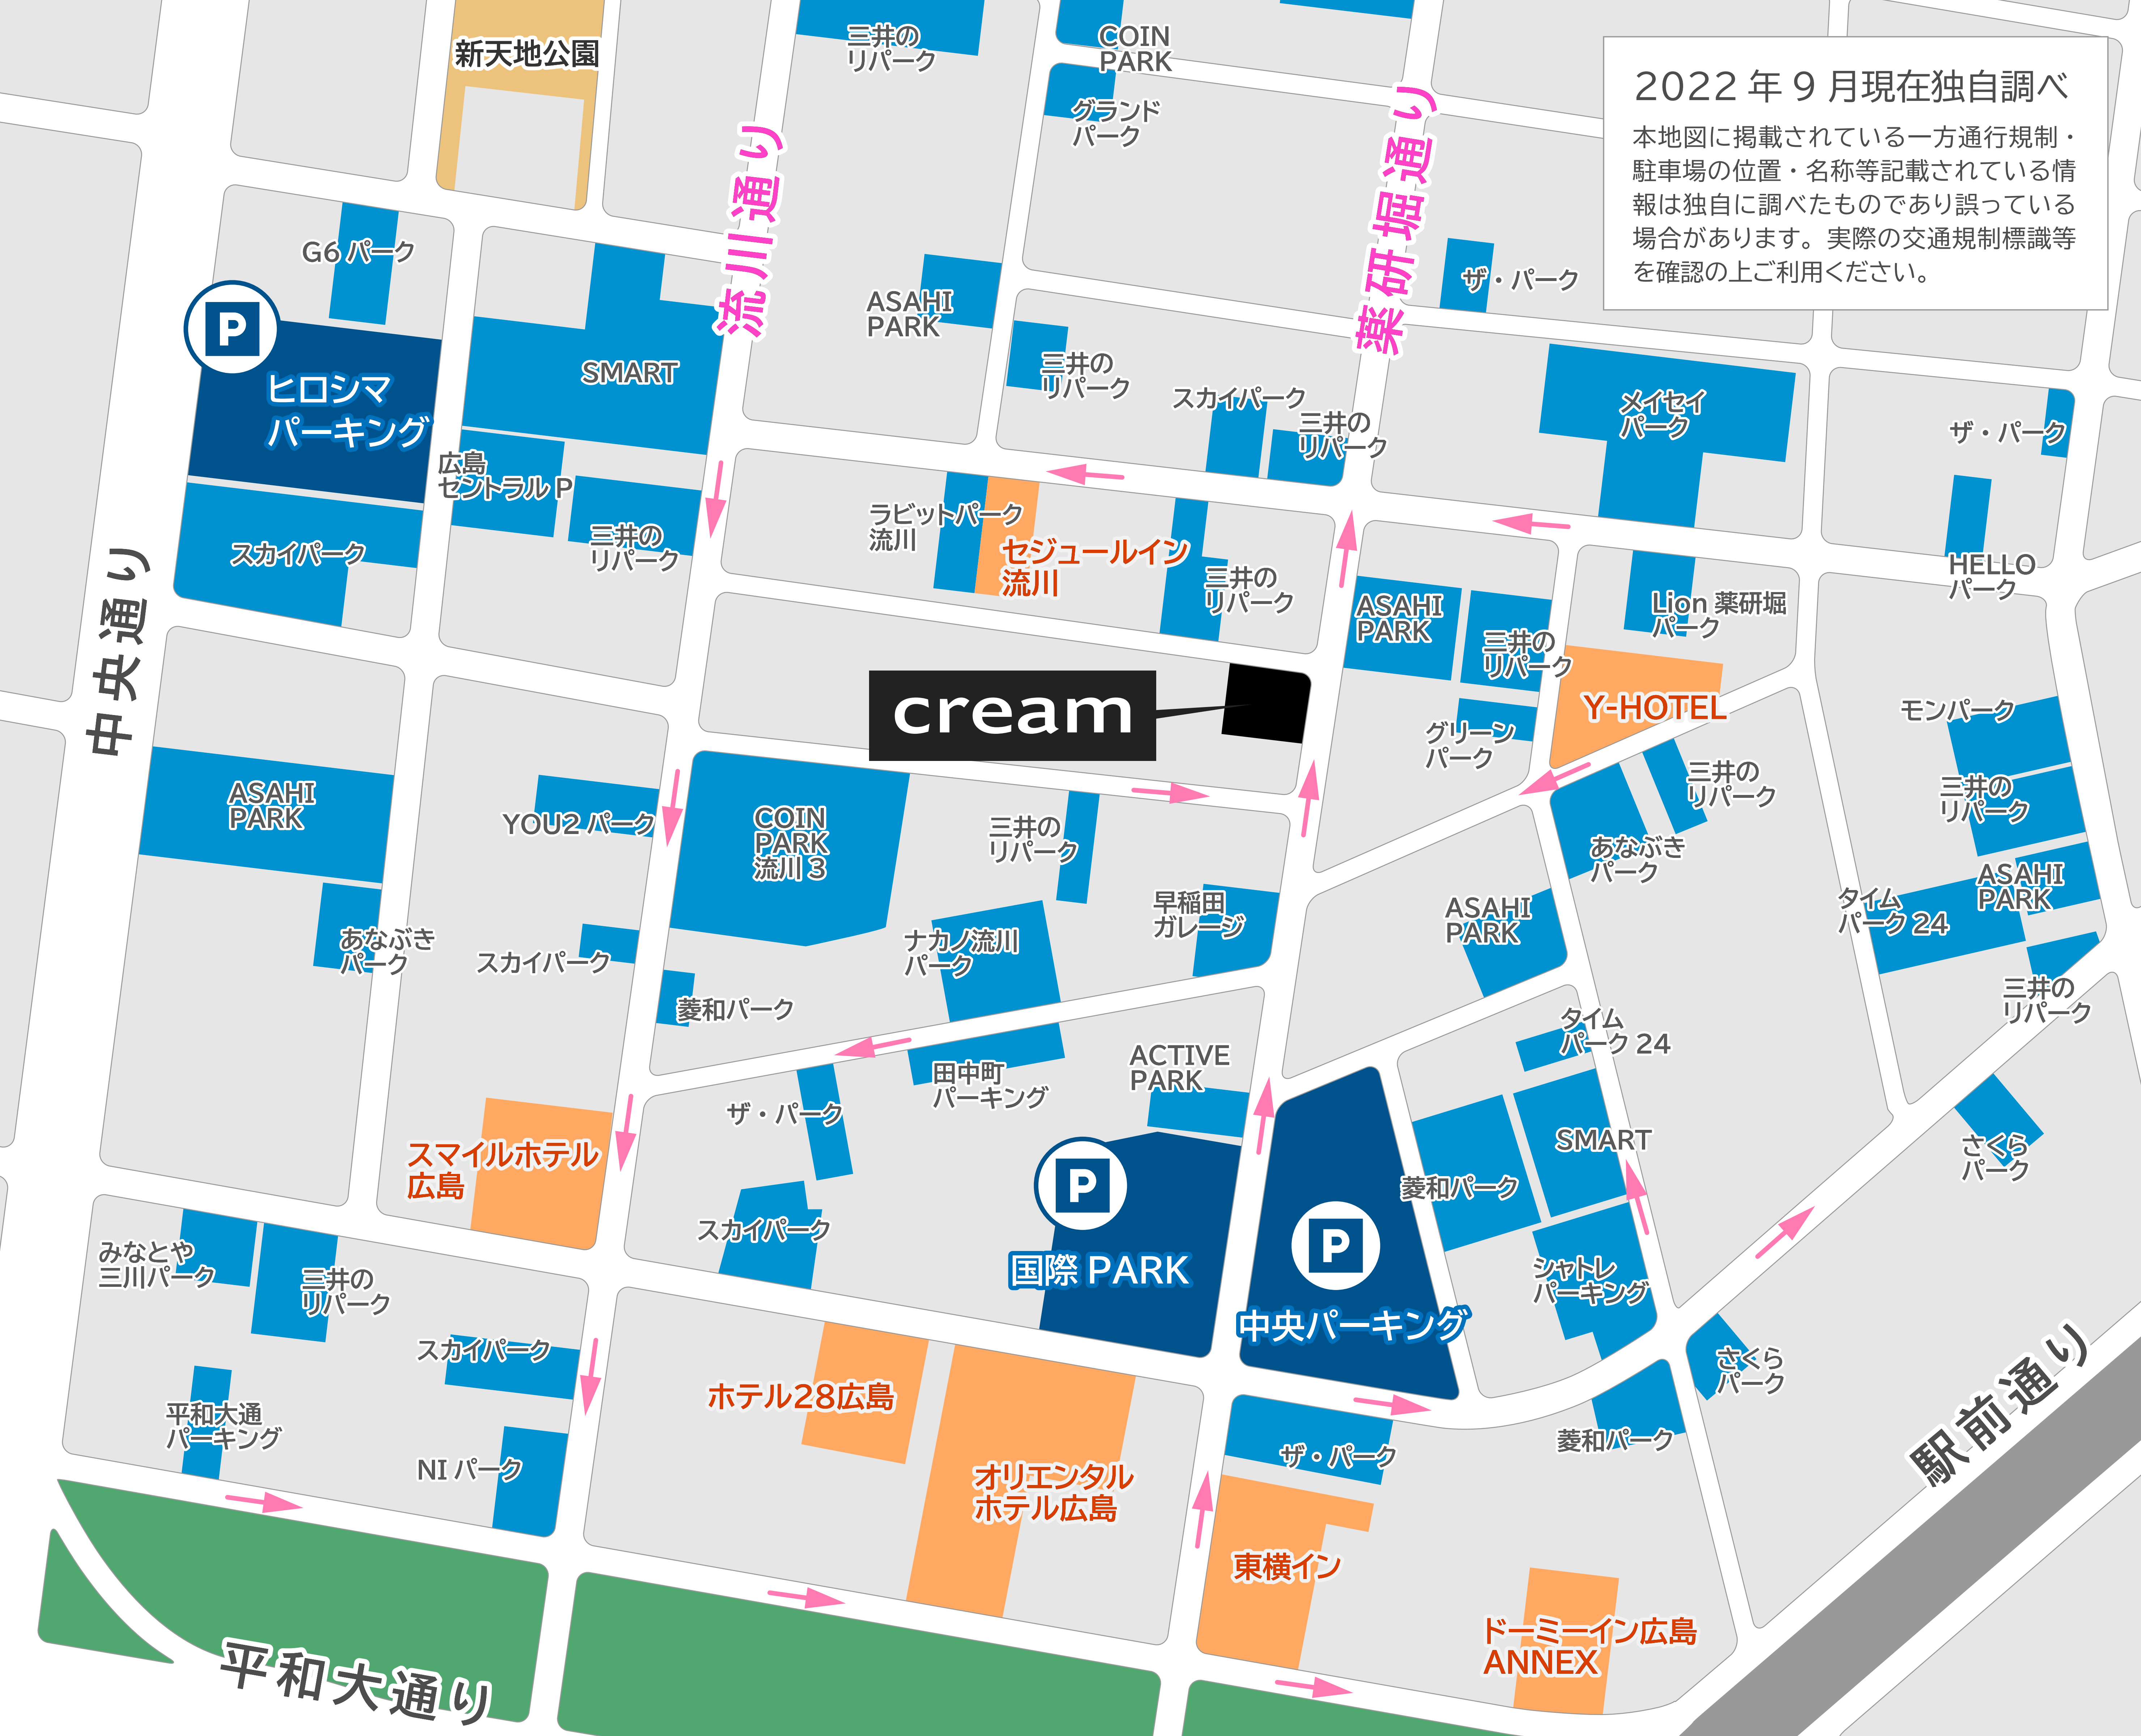 新天地公園
三井の
リパーク
COIN
PARK
グランド
パーク
2022年9月現在独自調べ
本地図に掲載されている一方通行規制・
駐車場の位置・名称等記載されている情
報は独自に調べたものであり誤っている
場合があります。実際の交通規制標識等
を確認の上ご利用ください。
流川通り
薬研堀通り
G6 パーク
P
ヒロシマ
パーキング
SMART
ASAHI
PARK
ザ・パーク
三井の
リパーク
スカイパーク
三井の
リパーク
メイセイ
パーク
ザ・パーク
広島
セントラル P
三井の
リパーク
スカイパーク
ラビットパーク
流川
セジュールイン
流川
三井の
リパーク
ASAHI
PARK
三井の
リパーク
Lion 薬研堀
パーク
HELLO
パーク
中央通り
cream
グリーン
パーク
Y-HOTEL
モンパーク
三井の
リパーク
三井の
リパーク
ASAHI
PARK
YOU2 パーク
COIN
PARK
流川 3
三井の
リパーク
あなぶき
パーク
ASAHI
PARK
タイム
パーク 24
早稲田
ガレージ
ASAHI
PARK
あなぶき
パーク
スカイパーク
ナカノ流川
パーク
三井の
リパーク
菱和パーク
タイム
パーク 24
田中町
パーキング
ACTIVE
PARK
ザ・パーク
SMART
さくら
パーク
スマイルホテル
広島
P
国際 PARK
菱和パーク
スカイパーク
P
中央パーキング
シャトレ
パーキング
みなとや
三川パーク
三井の
リパーク
スカイパーク
さくら
パーク
ホテル28広島
平和大通
パーキング
NI パーク
オリエンタル
ホテル広島
ザ・パーク
菱和パーク
駅前通り
東横イン
ドーミーイン広島
ANNEX
平和大通り